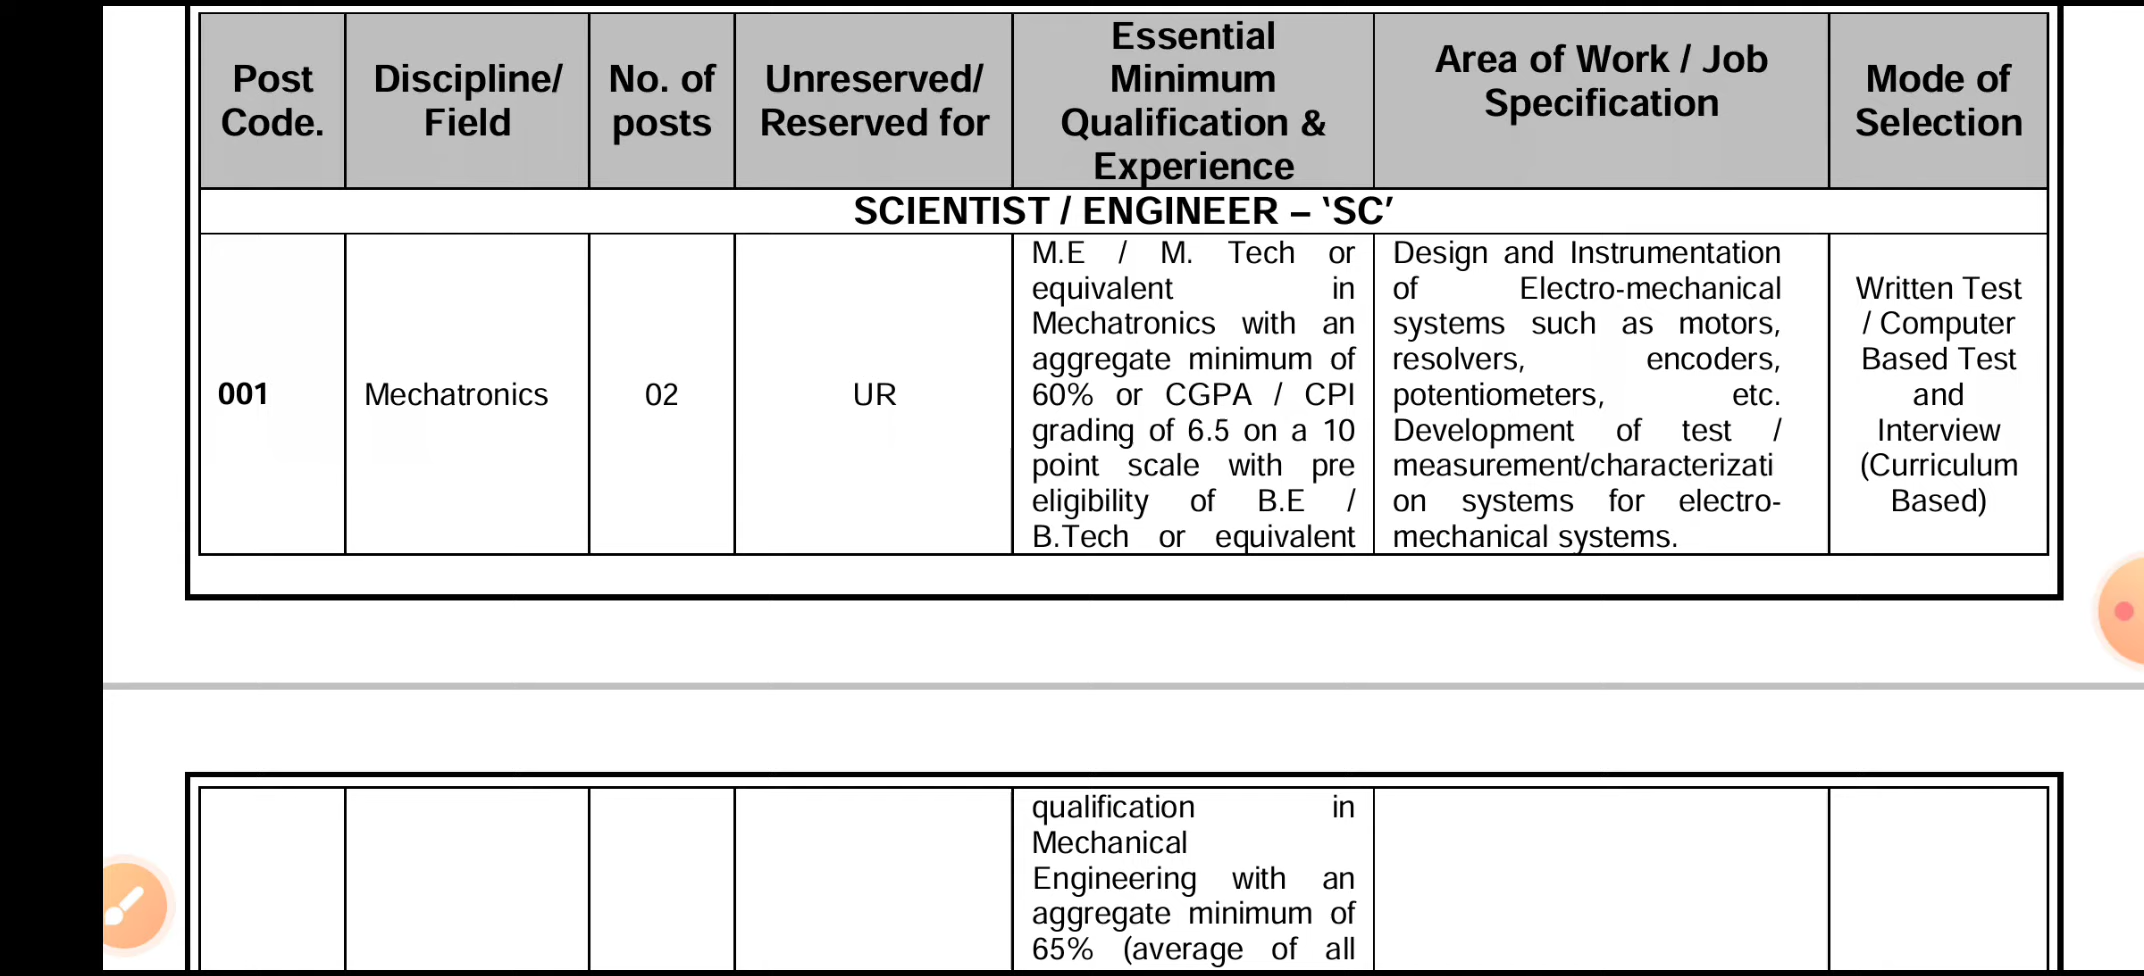 Post
Code.
Discipline/
Field
No. of
posts
Unreserved/
Reserved for
Essential
Minimum
Qualification &
Experience
Area of Work / Job
Specification
Mode of
Selection
SCIENTIST / ENGINEER – ‘SC’
001
Mechatronics
02
UR
M.E / M. Tech or
equivalent in
Mechatronics with an
aggregate minimum of
60% or CGPA / CPI
grading of 6.5 on a 10
point scale with pre
eligibility of B.E /
B.Tech or equivalent
Design and Instrumentation
of Electro-mechanical
systems such as motors,
resolvers, encoders,
potentiometers, etc.
Development of test /
measurement/characterizati
on systems for electro-
mechanical systems.
Written Test
/ Computer
Based Test
and
Interview
(Curriculum
Based)
qualification in
Mechanical
Engineering with an
aggregate minimum of
65% (average of all